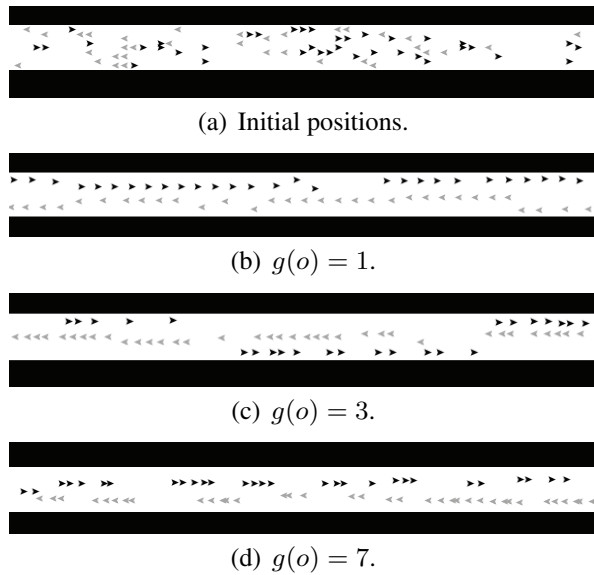 (a) Initial positions.
(b) g(o) = 1.
(c) g(o) = 3.
(d) g(o) = 7.